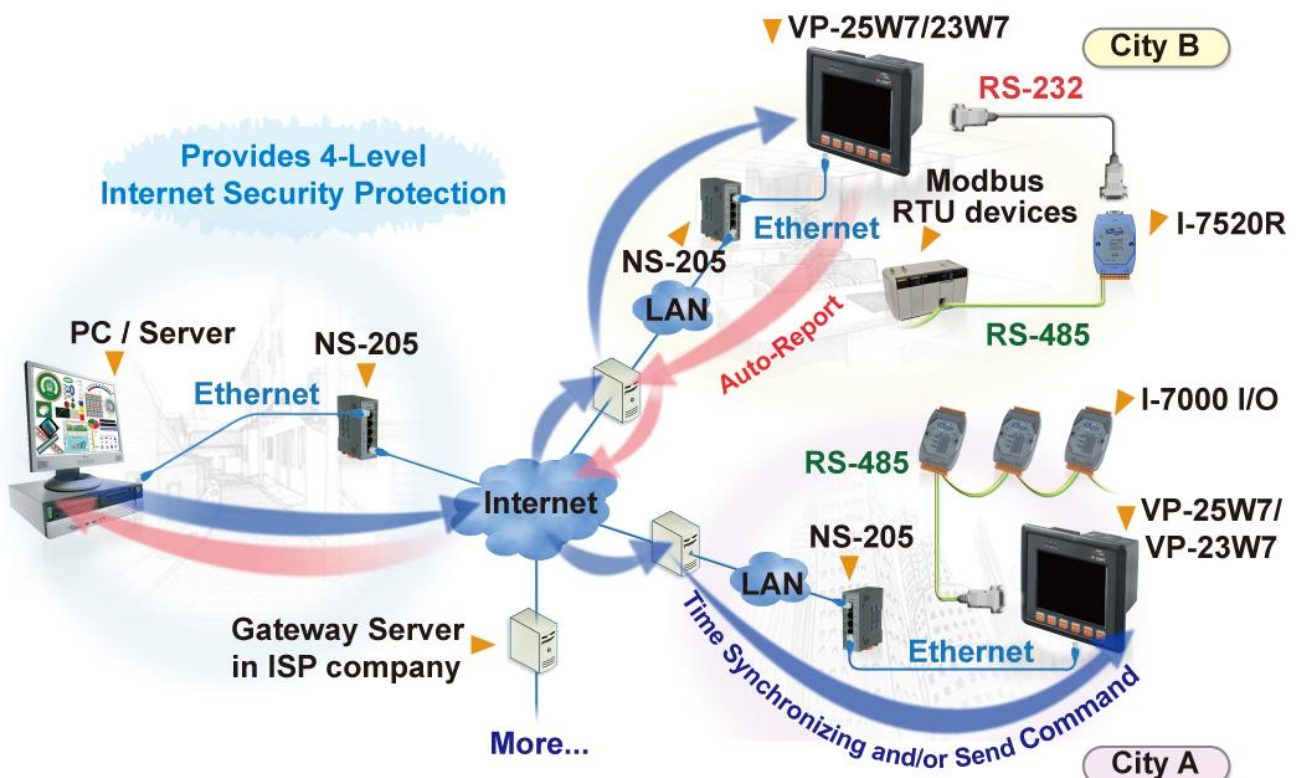 VP-25W7/23W7
City B
RS-232
Provides 4-Level
Internet Security Protection
Modbus
RTU devices
I-7520R
Ethernet
NS-205
LAN
RS-485
Auto-Report
PC / Server
NS-205
Ethernet
I-7000 I/O
RS-485
Internet
VP-25W7/
VP-23W7
NS-205
LAN
Gateway Server
in ISP company
Ethernet
Time Synchronizing and/or Send Command
More...
City A